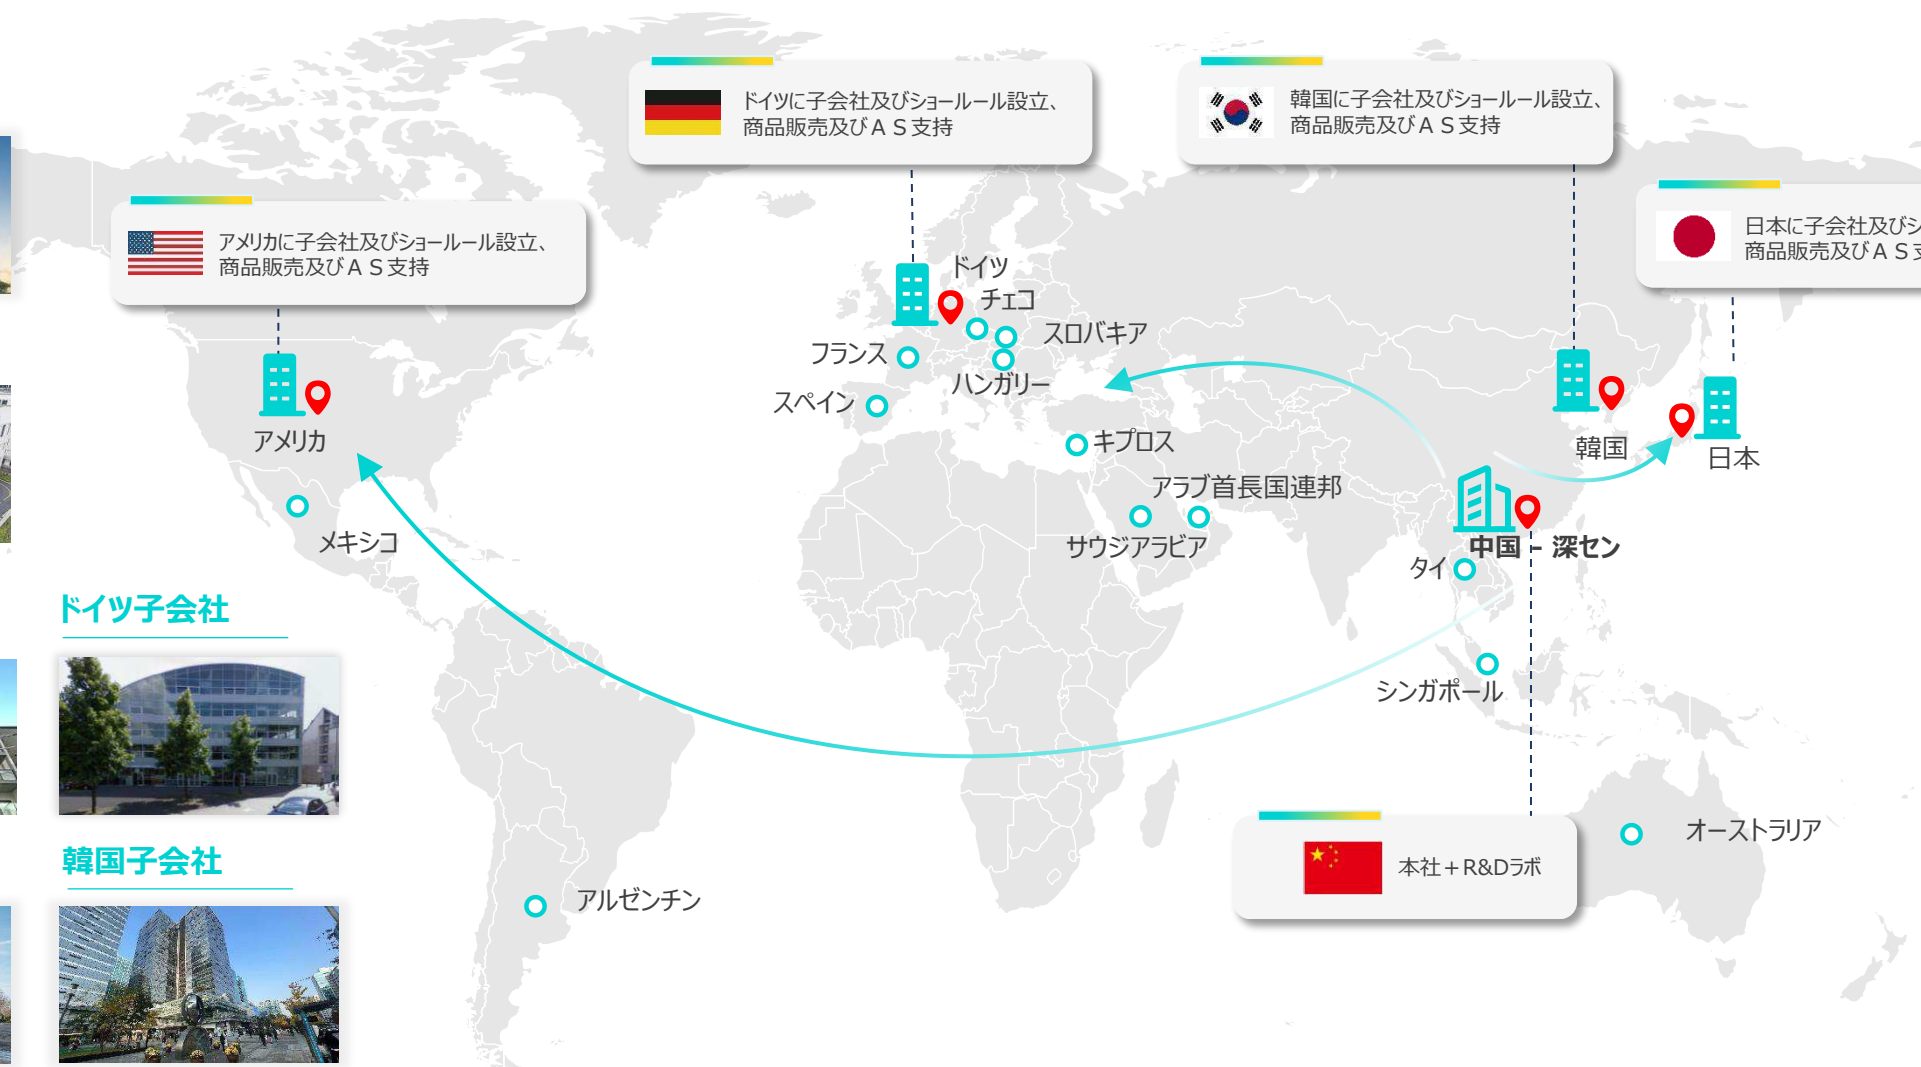 ドイツに子会社及びショールール設立、
商品販売及びＡＳ支持
韓国に子会社及びショールール設立、
商品販売及びＡＳ支持
アメリカに子会社及びショールール設立、
商品販売及びＡＳ支持
日本に子会社及びシ
商品販売及びＡＳ
ドイツ
チェコ
スロバキア
フランス
ハンガリー
スペイン
アメリカ
キプロス
韓国
日本
アラブ首長国連邦
メキシコ
サウジアラビア
中国 - 深セン
タイ
ドイツ子会社
シンガポール
オーストラリア
韓国子会社
本社＋R&Dラボ
アルゼンチン